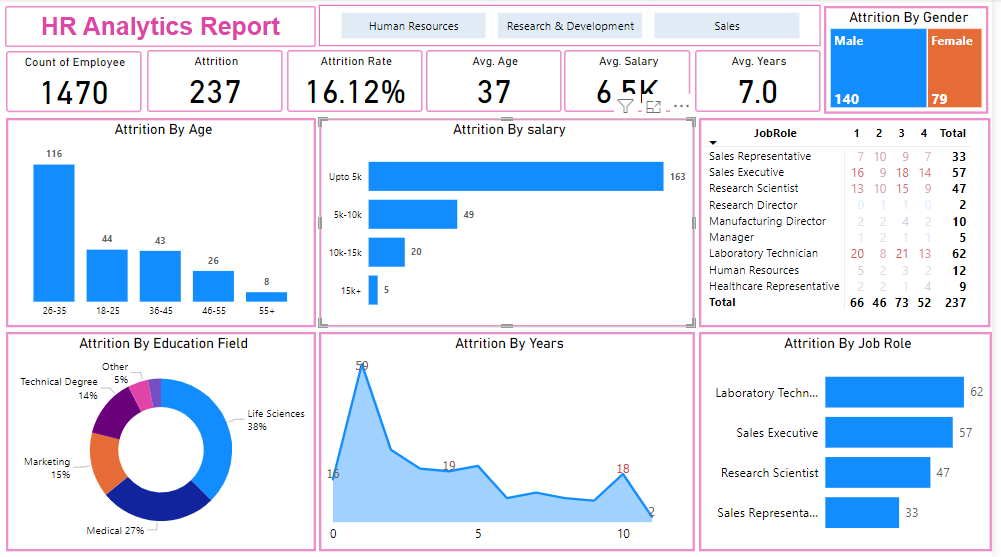 HR Analytics Report
Human Resources
Research & Development
Sales
Attrition By Gender
Male
140
Female
79
Count of Employee
1470
Attrition
237
Attrition Rate
16.12%
Avg. Age
37
Avg. Salary
6.5K
Avg. Years
7.0
Attrition By Age
116
44
43
26
8
26-35
18-25
36-45
46-55
55+
Attrition By salary
Upto 5k 163
5k-10k 49
10k-15k 20
15k+ 5
JobRole 1 2 3 4 Total
Sales Representative 7 10 9 7 33
Sales Executive 16 9 18 14 57
Research Scientist 13 10 15 9 47
Research Director 0 1 1 0 2
Manufacturing Director 2 2 4 2 10
Manager 1 2 1 1 5
Laboratory Technician 20 8 21 13 62
Human Resources 5 2 3 2 12
Healthcare Representative 2 2 1 4 9
Total 66 46 73 52 237
Attrition By Education Field
Other
5%
Technical Degree
14%
Life Sciences
38%
Marketing
15%
Medical 27%
Attrition By Years
16
59
19
18
2
0
5
10
Attrition By Job Role
Laboratory Techn... 62
Sales Executive 57
Research Scientist 47
Sales Representa... 33